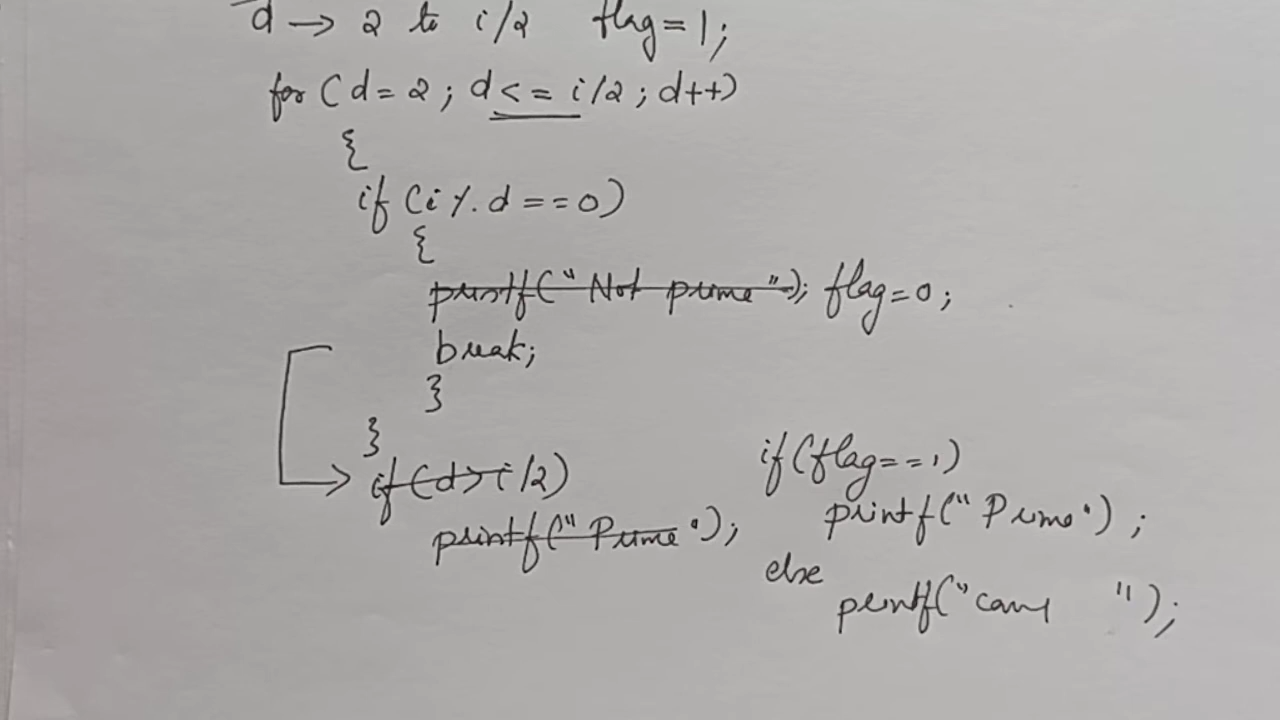 d → 2 to i/2 flag=1;
for (d=2; d<=i/2; d++)
{
if (i%d==0)
{
printf("Not prime"); flag=0;
break;
}
}
if (d>i/2)
printf("Prime");
if (flag==1)
printf("Prime");
else
printf(" ");